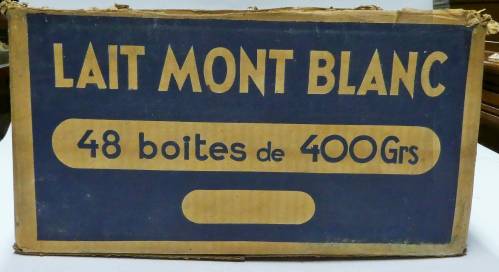 LAIT MONT BLANC
48 boites de 400Grs